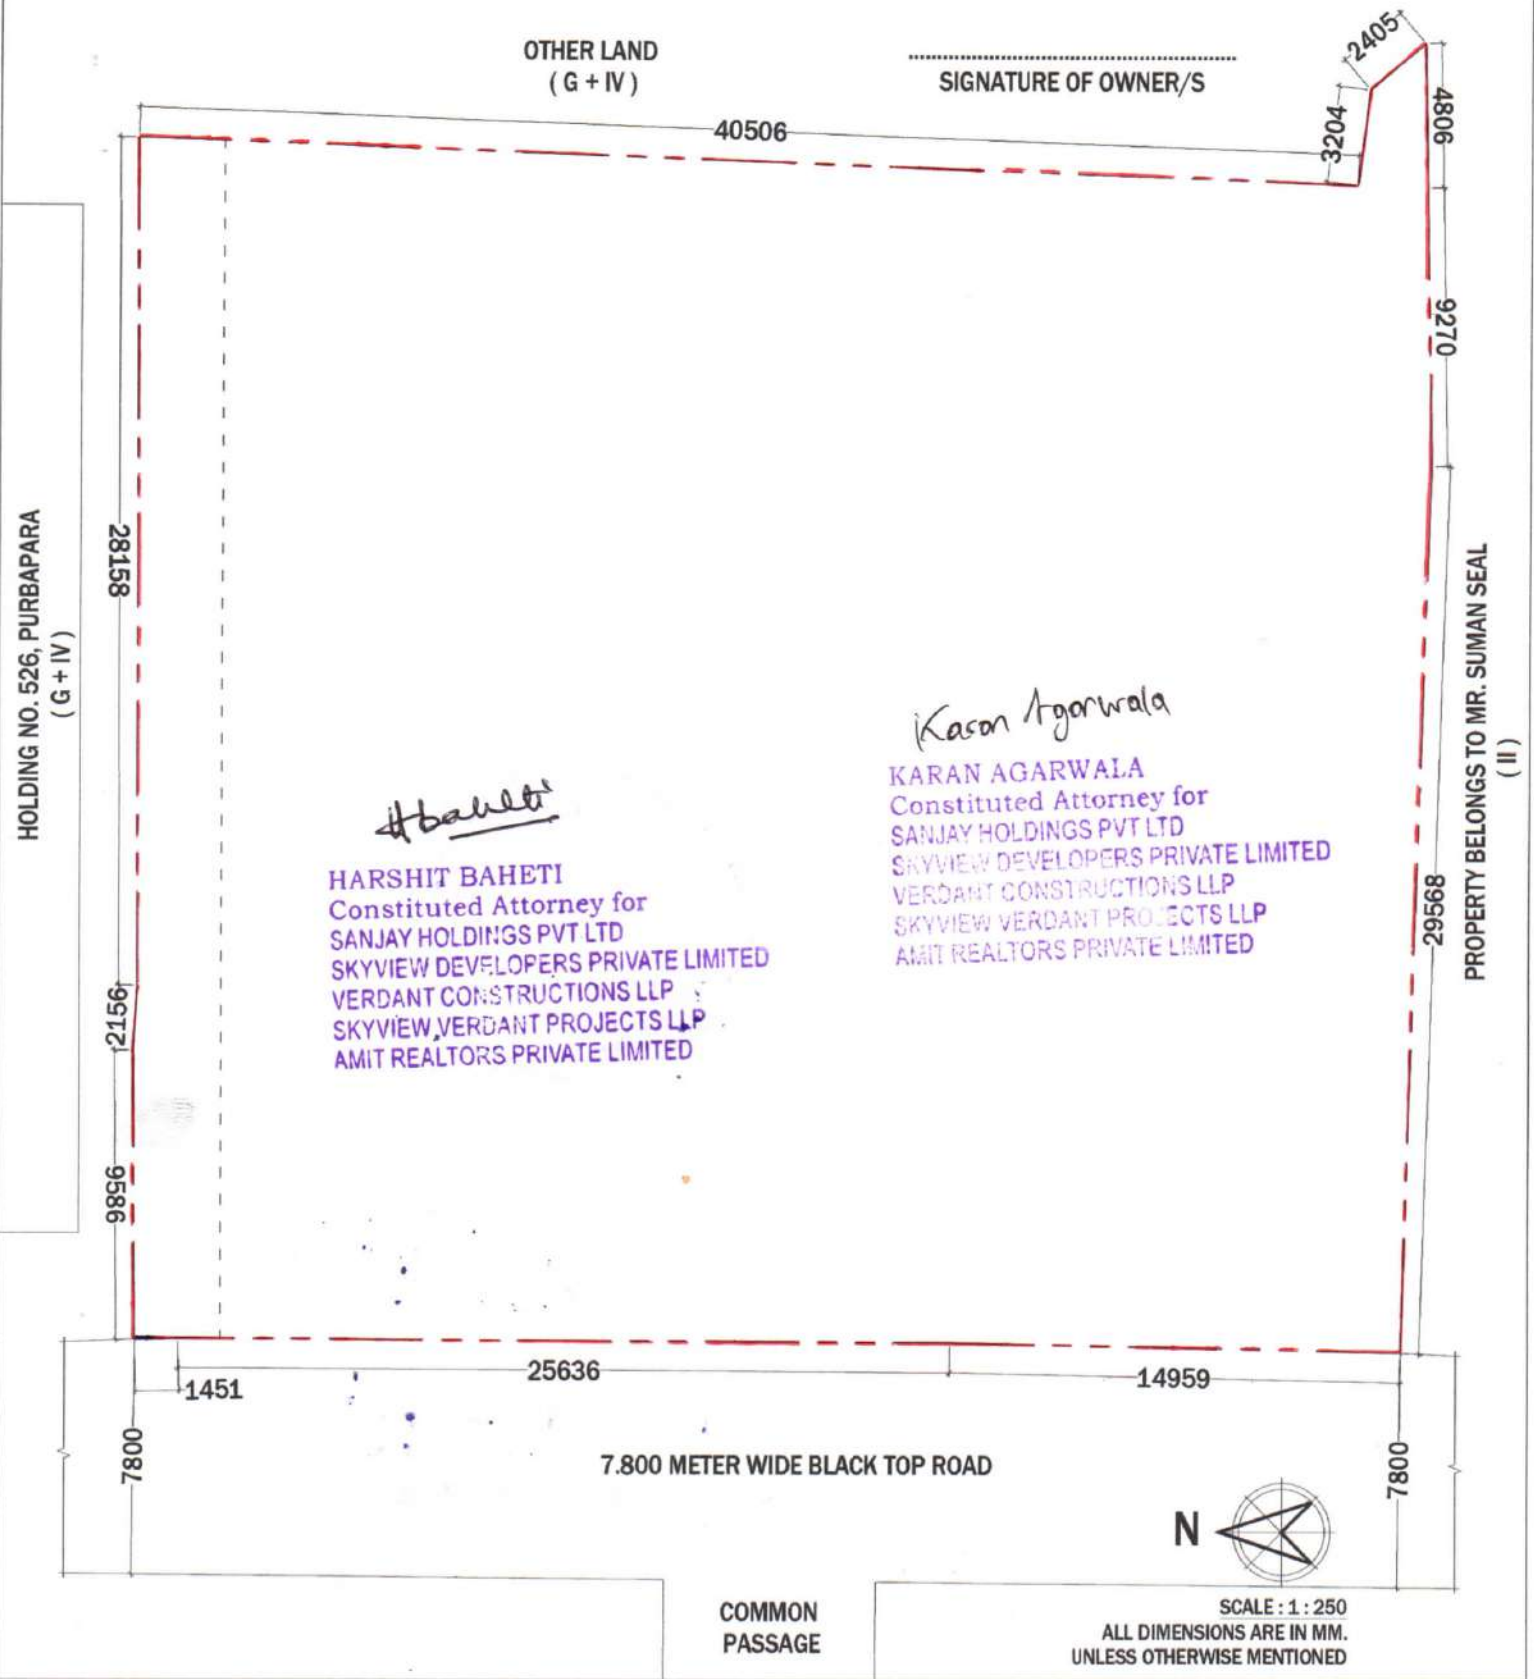 OTHER LAND
( G + IV )
SIGNATURE OF OWNER/S
2405
4806
3204
40506
9270
28158
HOLDING NO. 526, PURBAPARA
( G + IV )
PROPERTY BELONGS TO MR. SUMAN SEAL
( II )
29568
2156
9856
Hbaheti
HARSHIT BAHETI
Constituted Attorney for
SANJAY HOLDINGS PVT LTD
SKYVIEW DEVELOPERS PRIVATE LIMITED
VERDANT CONSTRUCTIONS LLP
SKYVIEW VERDANT PROJECTS LLP
AMIT REALTORS PRIVATE LIMITED
Karan Agarwala
KARAN AGARWALA
Constituted Attorney for
SANJAY HOLDINGS PVT LTD
SKYVIEW DEVELOPERS PRIVATE LIMITED
VERDANT CONSTRUCTIONS LLP
SKYVIEW VERDANT PROJECTS LLP
AMIT REALTORS PRIVATE LIMITED
1451
25636
14959
7800
7.800 METER WIDE BLACK TOP ROAD
7800
N
COMMON
PASSAGE
SCALE : 1 : 250
ALL DIMENSIONS ARE IN MM.
UNLESS OTHERWISE MENTIONED